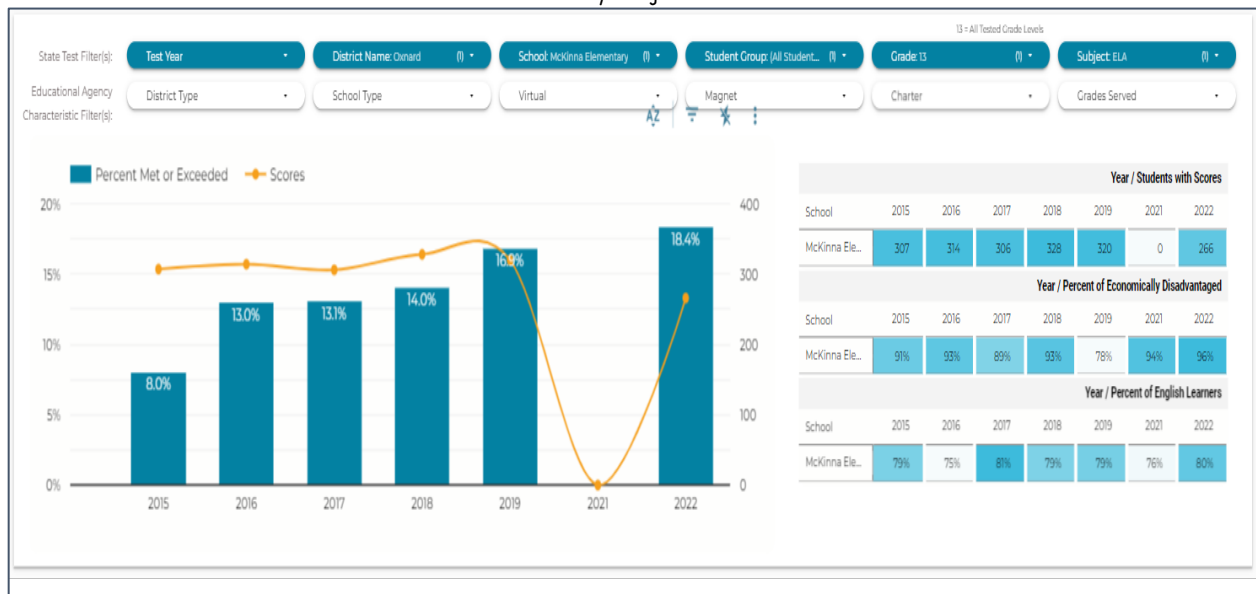 13 = All Tested Grade Levels
State Test Filter(s):
Test Year
District Name: Oxnard (1)
School: McKinna Elementary (1)
Student Group: (All Student... (1)
Grade: 13 (1)
Subject: ELA (1)
Educational Agency
Characteristic Filter(s):
District Type
School Type
Virtual
Magnet
Charter
Grades Served
AZ
Percent Met or Exceeded
Scores
20%
15%
10%
5%
0%
400
300
200
100
0
8.0%
13.0%
13.1%
14.0%
16.9%
18.4%
2015 2016 2017 2018 2019 2021 2022
Year / Students with Scores
School 2015 2016 2017 2018 2019 2021 2022
McKinna Ele... 307 314 306 328 320 0 266
Year / Percent of Economically Disadvantaged
School 2015 2016 2017 2018 2019 2021 2022
McKinna Ele... 91% 93% 89% 93% 78% 94% 96%
Year / Percent of English Learners
School 2015 2016 2017 2018 2019 2021 2022
McKinna Ele... 79% 75% 81% 79% 79% 76% 80%